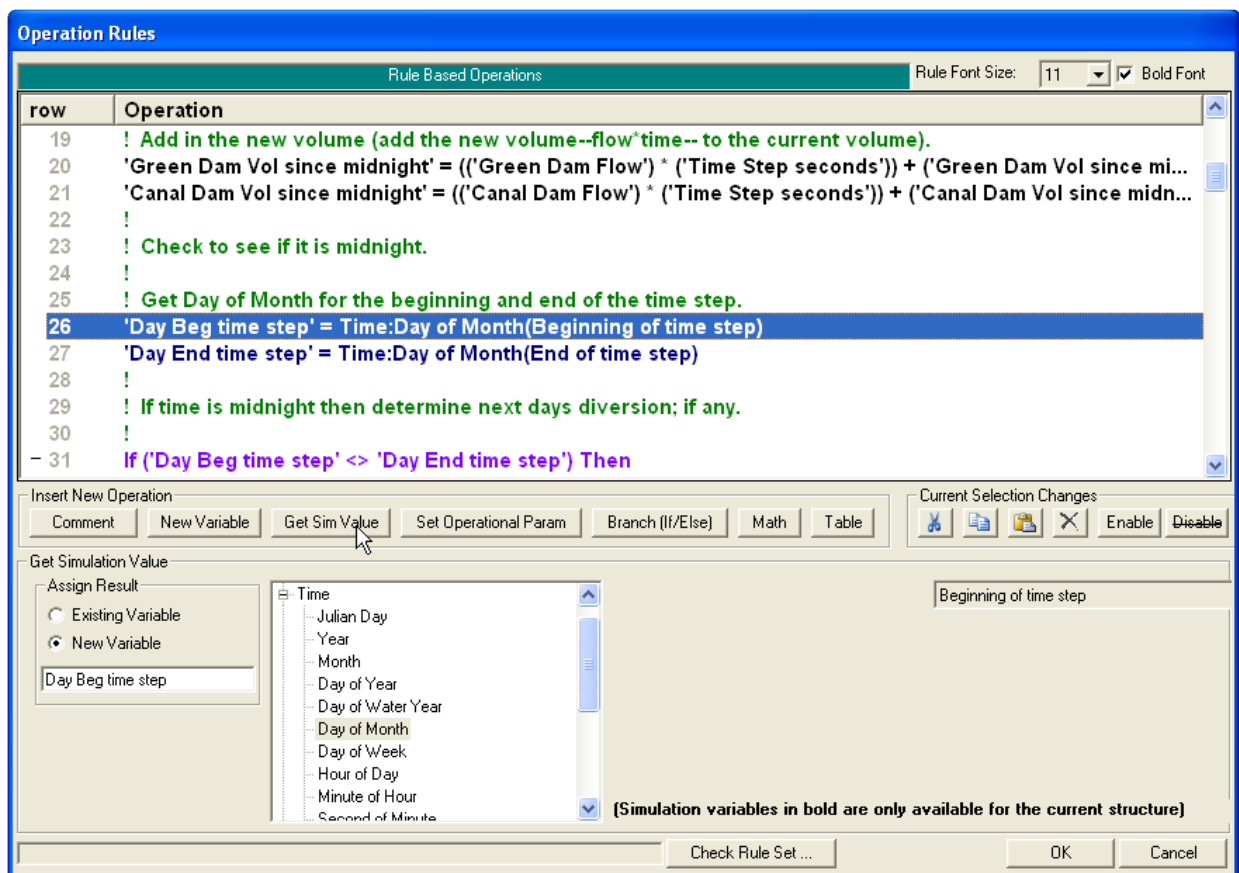 Operation Rules
Rule Based Operations Rule Font Size: 11 Bold Font
row Operation
19 ! Add in the new volume (add the new volume--flow*time-- to the current volume).
20 'Green Dam Vol since midnight' = (('Green Dam Flow') * ('Time Step seconds')) + ('Green Dam Vol since mi...
21 'Canal Dam Vol since midnight' = (('Canal Dam Flow') * ('Time Step seconds')) + ('Canal Dam Vol since midn...
22 !
23 ! Check to see if it is midnight.
24 !
25 ! Get Day of Month for the beginning and end of the time step.
26 'Day Beg time step' = Time:Day of Month(Beginning of time step)
27 'Day End time step' = Time:Day of Month(End of time step)
28 !
29 ! If time is midnight then determine next days diversion; if any.
30 !
31 If ('Day Beg time step' <> 'Day End time step') Then
Insert New Operation Current Selection Changes
Comment New Variable Get Sim Value Set Operational Param Branch (If/Else) Math Table Enable Disable
Get Simulation Value
Assign Result
Existing Variable
New Variable
Day Beg time step
Time
Julian Day
Year
Month
Day of Year
Day of Water Year
Day of Month
Day of Week
Hour of Day
Minute of Hour
Second of Minute
Beginning of time step
(Simulation variables in bold are only available for the current structure)
Check Rule Set ... OK Cancel